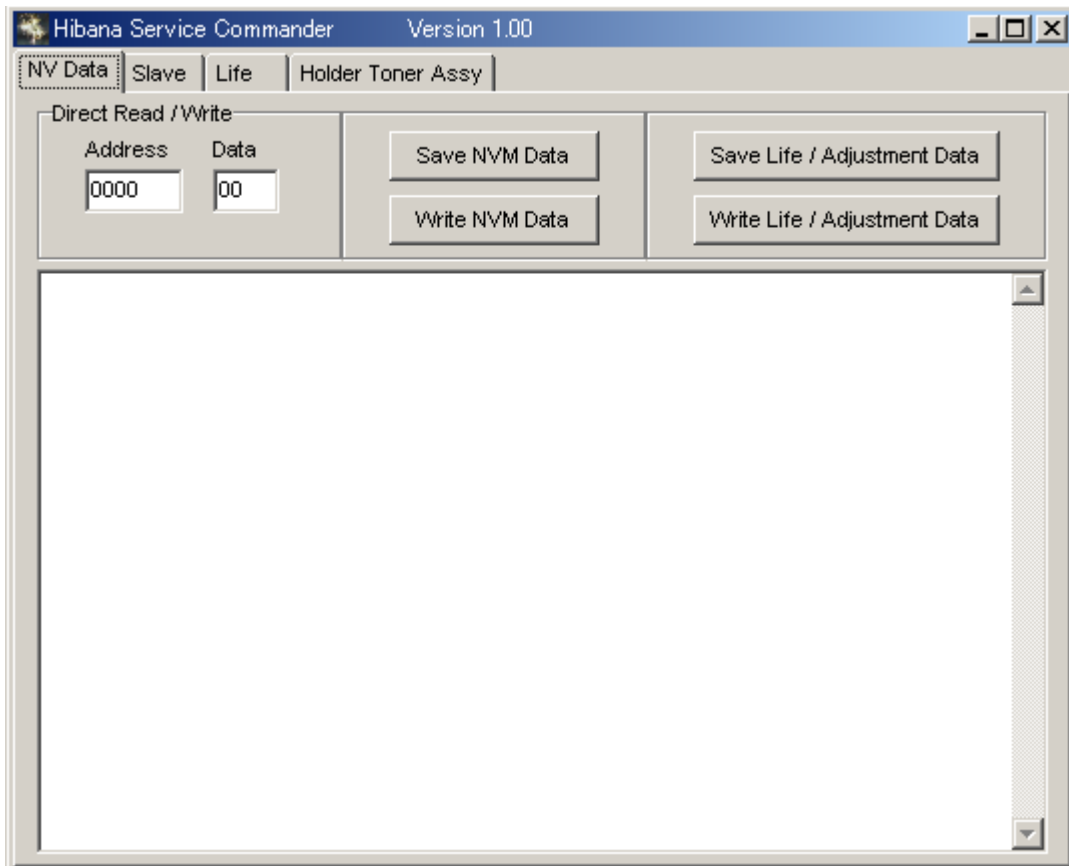 Hibana Service Commander Version 1.00
NV Data Slave Life Holder Toner Assy
Direct Read / Write
Address Data
0000 00
Save NVM Data
Write NVM Data
Save Life / Adjustment Data
Write Life / Adjustment Data